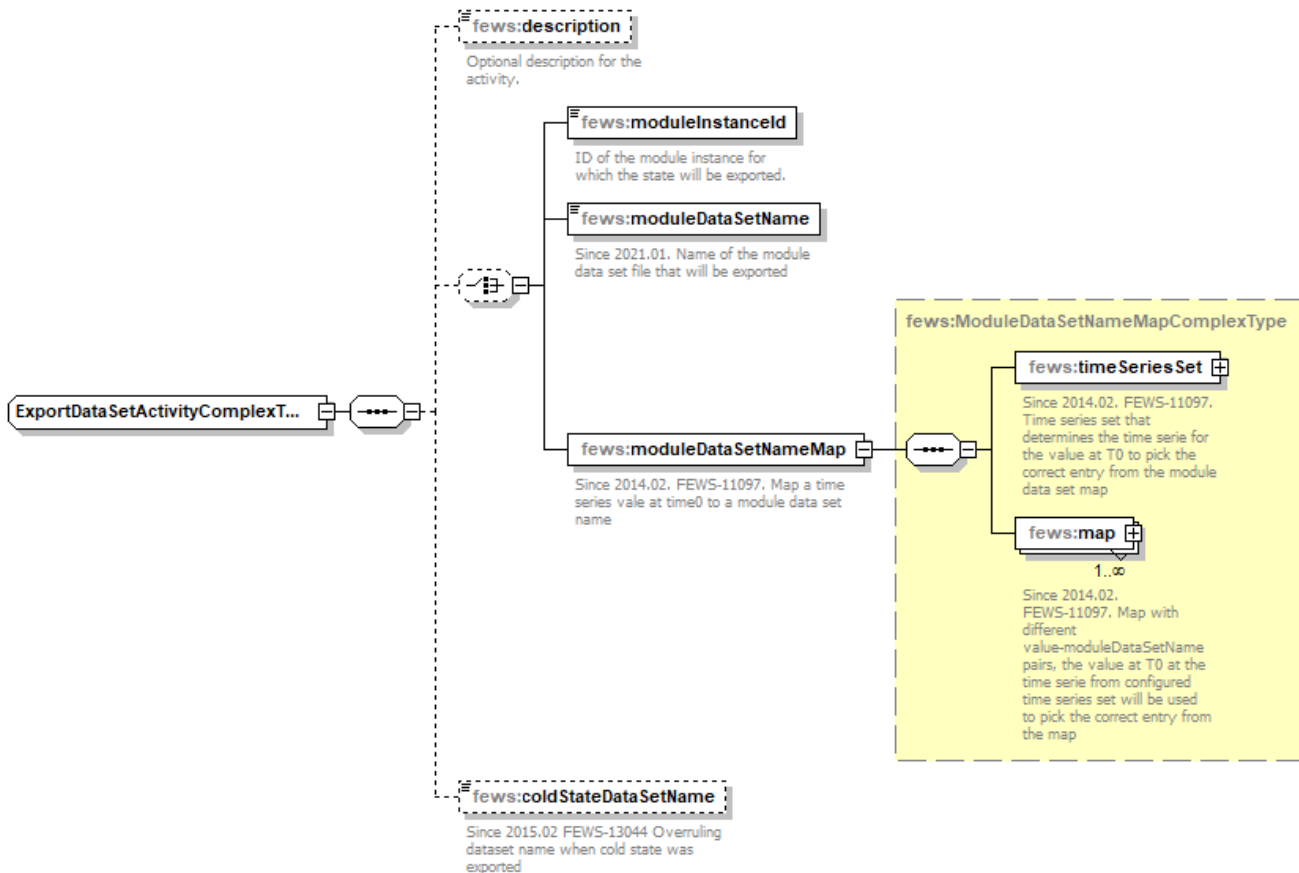 fews:description
Optional description for the
activity.
fews:moduleInstanceId
ID of the module instance for
which the state will be exported.
fews:moduleDataSetName
Since 2021.01. Name of the module
data set file that will be exported
fews:ModuleDataSetNameMapComplexType
fews:timeSeriesSet
Since 2014.02. FEWS-11097.
Time series set that
determines the time serie for
the value at T0 to pick the
correct entry from the module
data set map
ExportDataSetActivityComplexT...
fews:moduleDataSetNameMap
Since 2014.02. FEWS-11097. Map a time
series vale at time0 to a module data set
name
fews:map
1..∞
Since 2014.02.
FEWS-11097. Map with
different
value-moduleDataSetName
pairs, the value at T0 at the
time serie from configured
time series set will be used
to pick the correct entry from
the map
fews:coldStateDataSetName
Since 2015.02 FEWS-13044 Overruling
dataset name when cold state was
exported